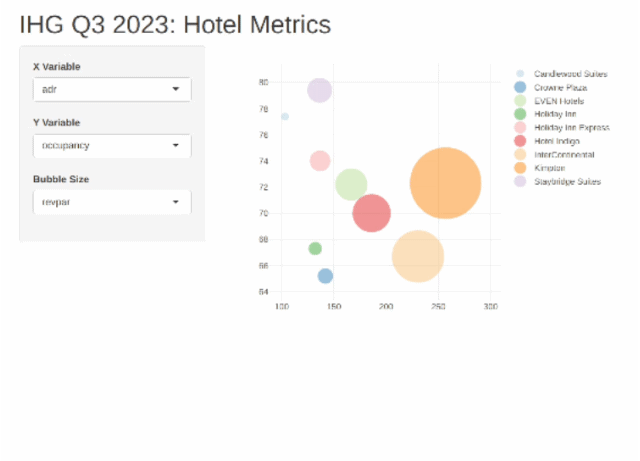 IHG Q3 2023: Hotel Metrics
X Variable
adr
Y Variable
occupancy
Bubble Size
revpar
80
78
76
74
72
70
68
66
64
100
150
200
250
300
Candlewood Suites
Crowne Plaza
EVEN Hotels
Holiday Inn
Holiday Inn Express
Hotel Indigo
InterContinental
Kimpton
Staybridge Suites